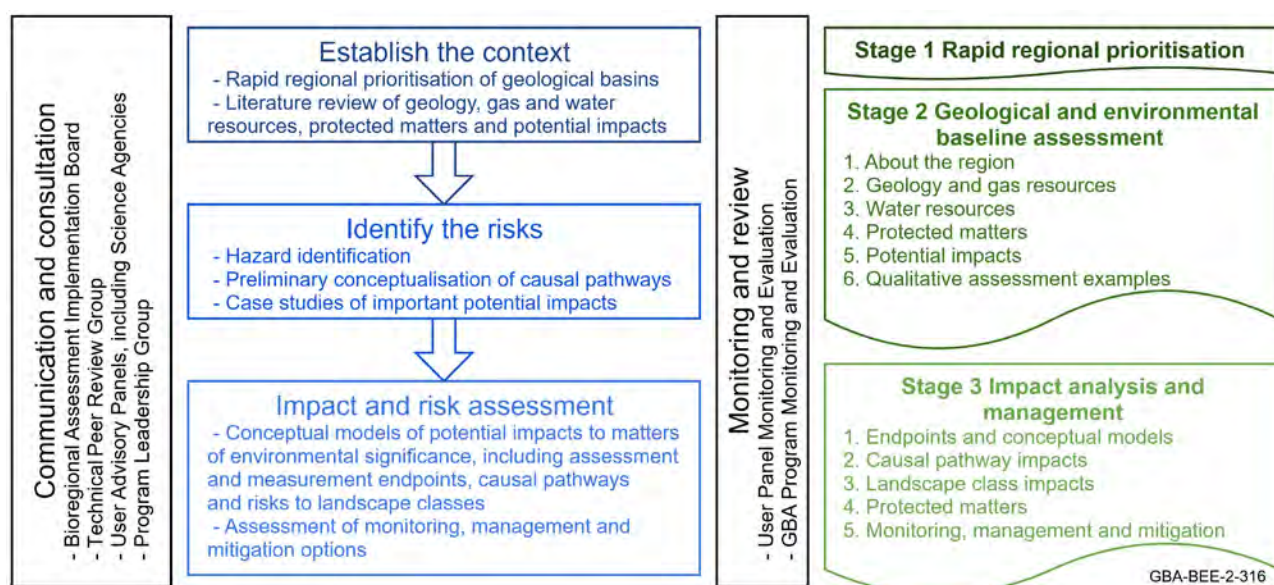 Communication and consultation
- Bioregional Assessment Implementation Board
- Technical Peer Review Group
- User Advisory Panels, including Science Agencies
- Program Leadership Group
Establish the context
- Rapid regional prioritisation of geological basins
- Literature review of geology, gas and water
resources, protected matters and potential impacts
Identify the risks
- Hazard identification
- Preliminary conceptualisation of causal pathways
- Case studies of important potential impacts
Impact and risk assessment
- Conceptual models of potential impacts to matters
of environmental significance, including assessment
and measurement endpoints, causal pathways
and risks to landscape classes
- Assessment of monitoring, management and
mitigation options
Monitoring and review
- User Panel Monitoring and Evaluation
- GBA Program Monitoring and Evaluation
Stage 1 Rapid regional prioritisation
Stage 2 Geological and environmental
baseline assessment
1. About the region
2. Geology and gas resources
3. Water resources
4. Protected matters
5. Potential impacts
6. Qualitative assessment examples
Stage 3 Impact analysis and
management
1. Endpoints and conceptual models
2. Causal pathway impacts
3. Landscape class impacts
4. Protected matters
5. Monitoring, management and mitigation
GBA-BEE-2-316